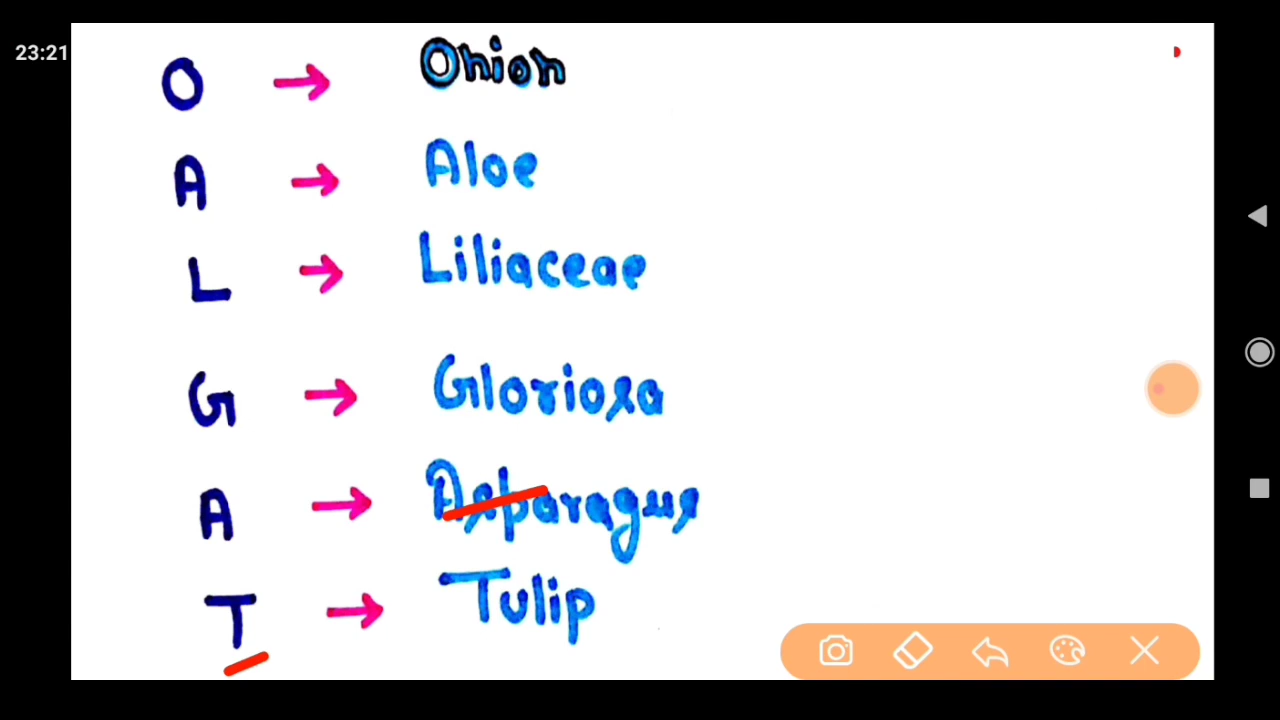 23:21
O → Onion
A → Aloe
L → Liliaceae
G → Gloriosa
A → Asparagus
T → Tulip